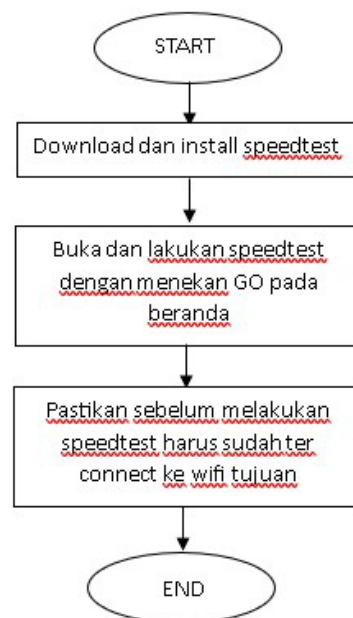 START
Download dan install speedtest
Buka dan lakukan speedtest
dengan menekan GO pada
beranda
Pastikan sebelum melakukan
speedtest harus sudah ter
connect ke wifi tujuan
END